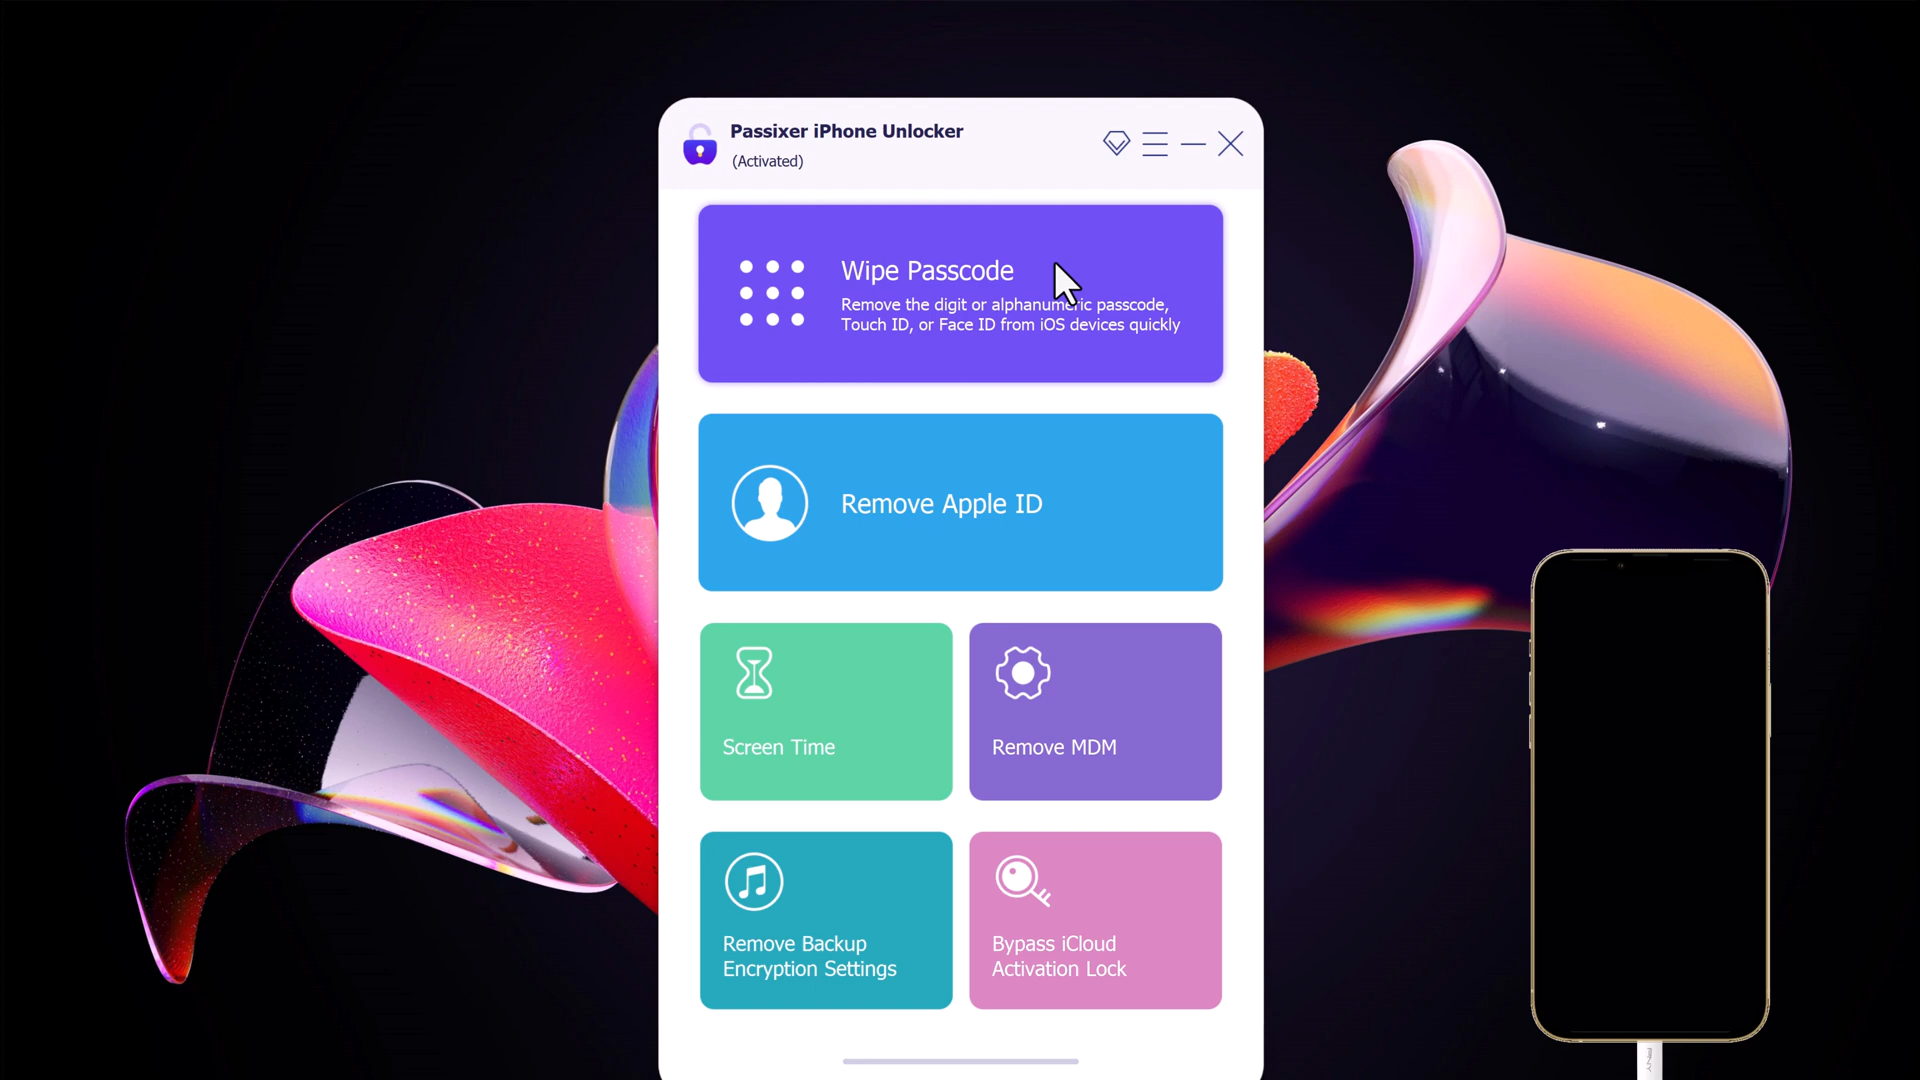 Passixer iPhone Unlocker
(Activated)
Wipe Passcode
Remove the digit or alphanumeric passcode,
Touch ID, or Face ID from iOS devices quickly
Remove Apple ID
Screen Time
Remove MDM
Remove Backup
Encryption Settings
Bypass iCloud
Activation Lock